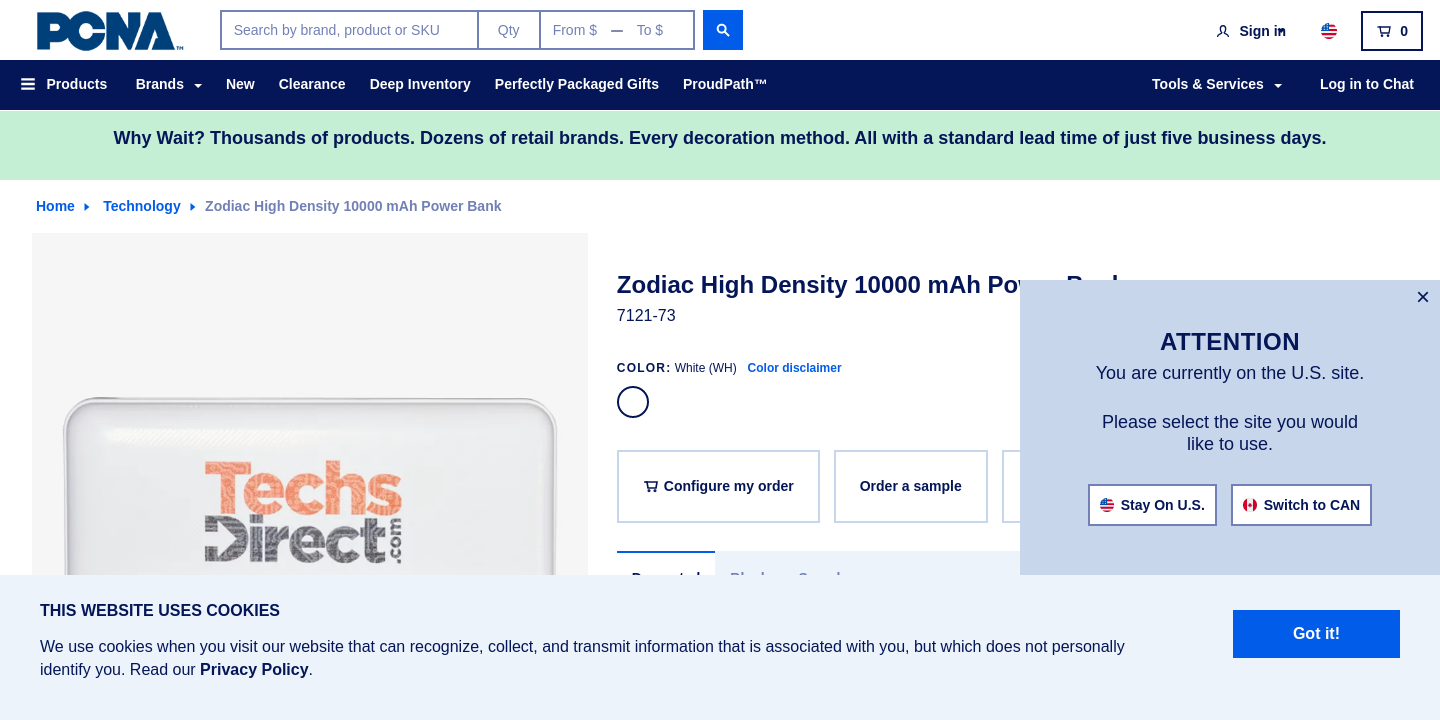 PCNA™
Search by brand, product or SKU
Qty
From $ — To $
Sign in
0
Products
Brands
New
Clearance
Deep Inventory
Perfectly Packaged Gifts
ProudPath™
Tools & Services
Log in to Chat
Why Wait? Thousands of products. Dozens of retail brands. Every decoration method. All with a standard lead time of just five business days.
Home
Technology
Zodiac High Density 10000 mAh Power Bank
Techs
Direct.com
Zodiac High Density 10000 mAh Power Bank
7121-73
COLOR: White (WH) Color disclaimer
Configure my order
Order a sample
×
ATTENTION
You are currently on the U.S. site.
Please select the site you would
like to use.
Stay On U.S.
Switch to CAN
THIS WEBSITE USES COOKIES
We use cookies when you visit our website that can recognize, collect, and transmit information that is associated with you, but which does not personally
identify you. Read our Privacy Policy.
Got it!